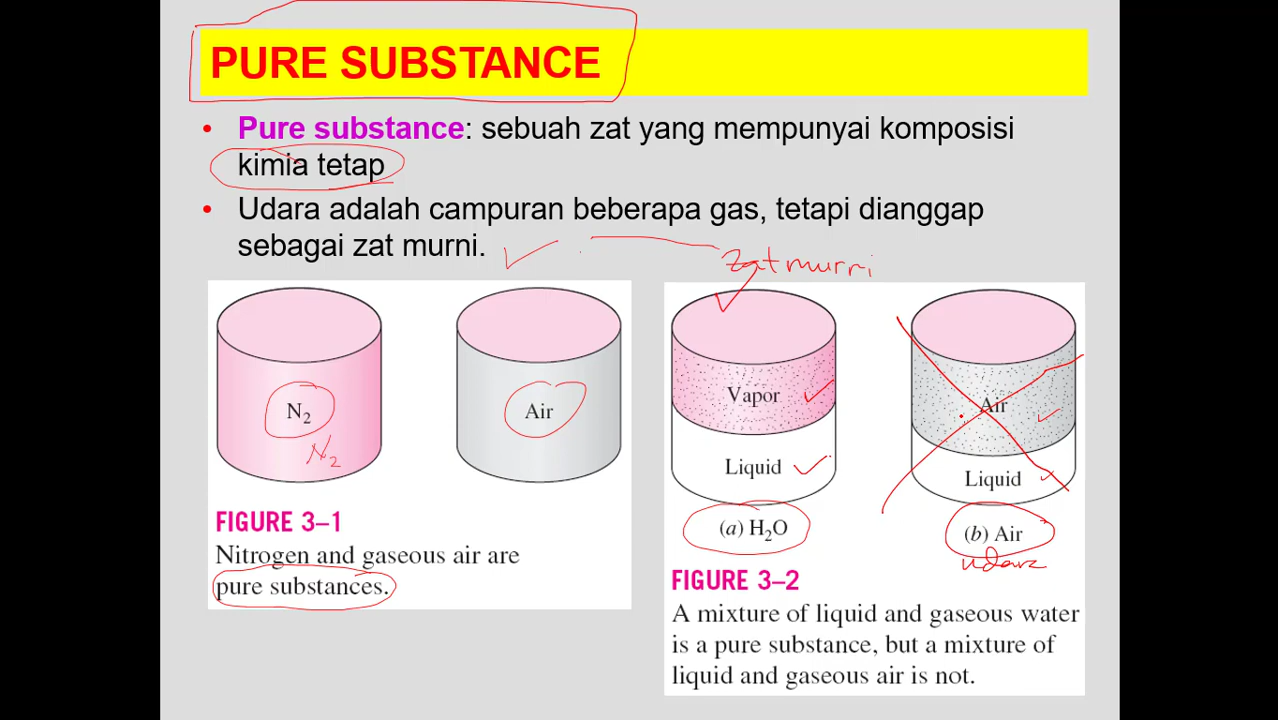 PURE SUBSTANCE
• Pure substance: sebuah zat yang mempunyai komposisi
kimia tetap
• Udara adalah campuran beberapa gas, tetapi dianggap
sebagai zat murni.
zat murni
N2
N2
Air
FIGURE 3–1
Nitrogen and gaseous air are
pure substances.
Vapor
Liquid
(a) H2O
Air
Liquid
(b) Air
udara
FIGURE 3–2
A mixture of liquid and gaseous water
is a pure substance, but a mixture of
liquid and gaseous air is not.